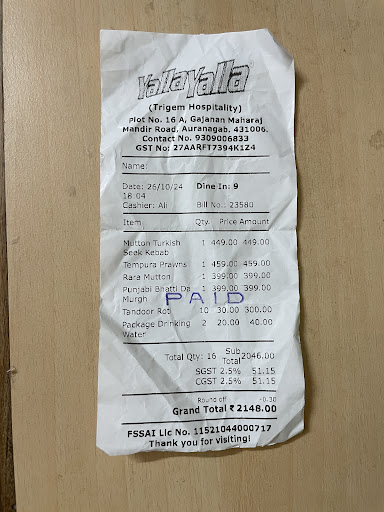 YallaYalla
(Trigem Hospitality)
Plot No. 16 A, Gajanan Maharaj
Mandir Road, Auranagab. 431006.
Contact No. 9309006833
GST No: 27AARFT7394K1Z4
Name:
Date: 26/10/24 Dine In: 9
18:04
Cashier: Ali Bill No.: 23580
Item Qty. Price Amount
Mutton Turkish 1 449.00 449.00
Seek Kebab
Tempura Prawns 1 459.00 459.00
Rara Mutton 1 399.00 399.00
Punjabi Bhatti Da 1 399.00 399.00
Murgh
PAID
Tandoor Roti 10 30.00 300.00
Package Drinking 2 20.00 40.00
Water
Total Qty: 16 Sub Total 2046.00
SGST 2.5% 51.15
CGST 2.5% 51.15
Round off -0.30
Grand Total ₹ 2148.00
FSSAI Lic No. 11521044000717
Thank you for visiting!